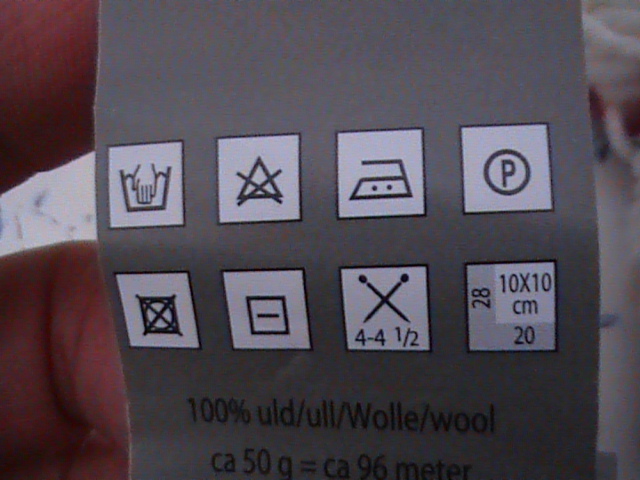 P
4-4 1/2
28
10X10
cm
20
100% uld/ull/Wolle/wool
ca 50 g = ca 96 meter